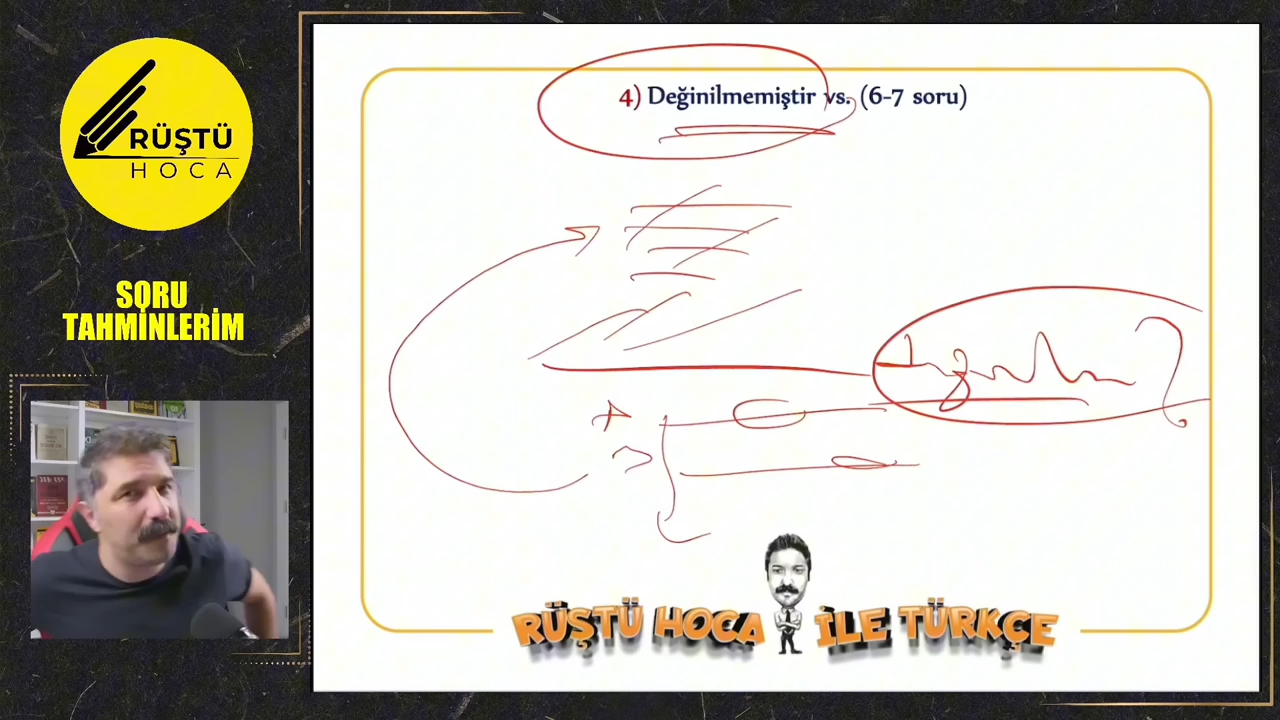 RÜŞTÜ
HOCA
SORU
TAHMİNLERİM
4) Değinilmemiştir vs. (6-7 soru)
A
B
RÜŞTÜ HOCA İLE TÜRKÇE